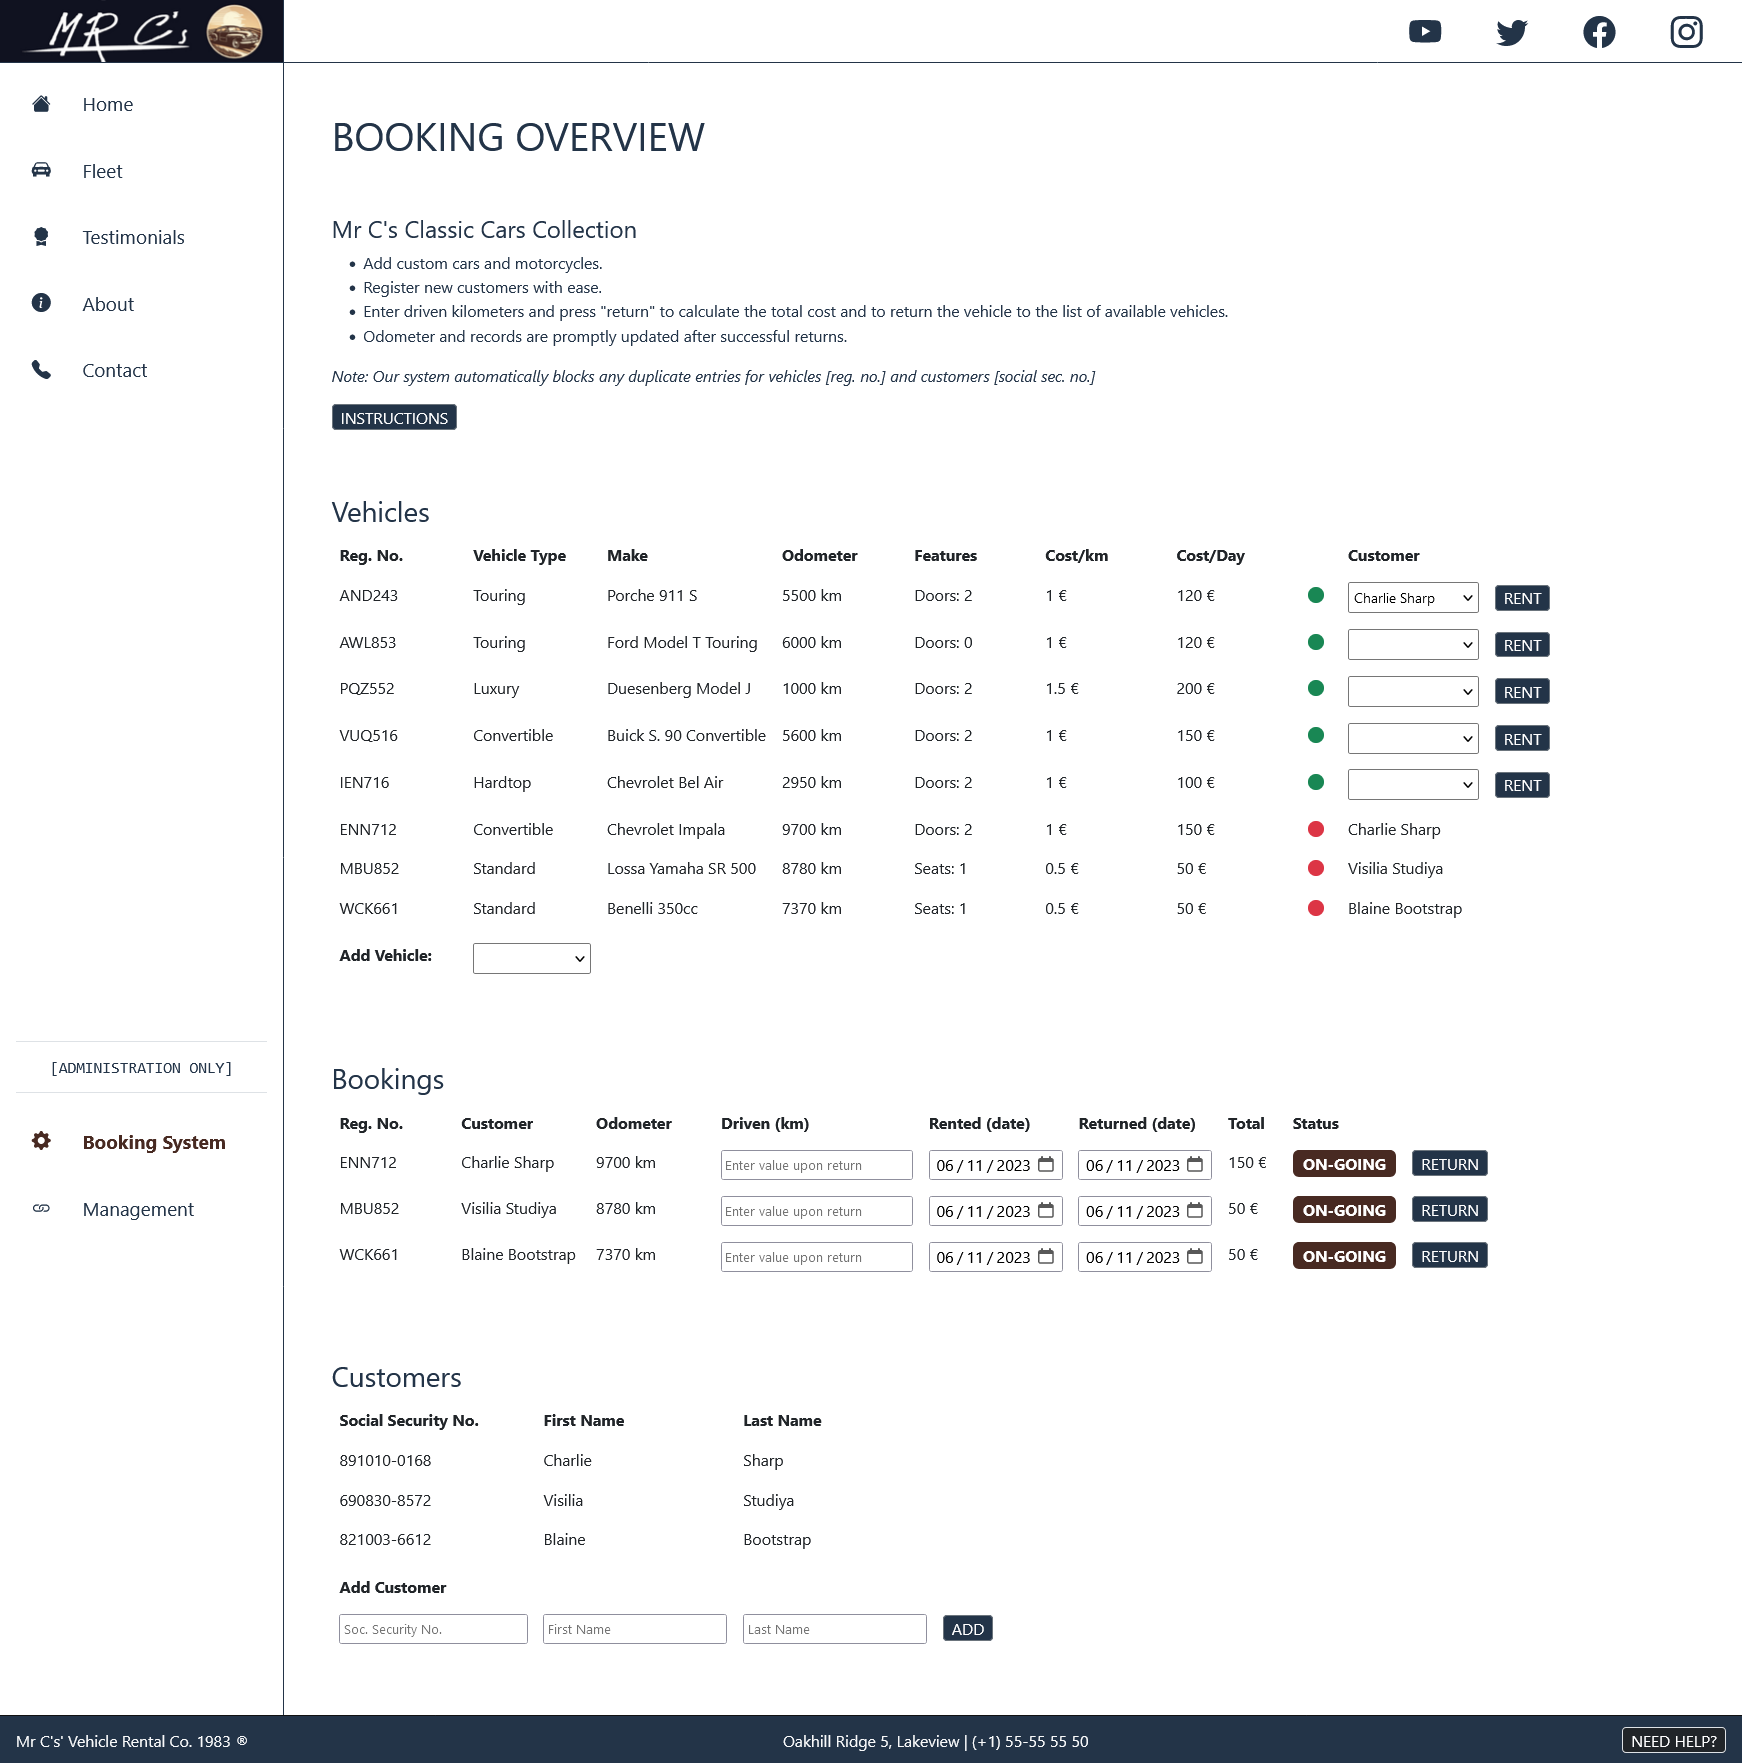 MR C's
Home
Fleet
Testimonials
About
Contact
[ADMINISTRATION ONLY]
Booking System
Management
BOOKING OVERVIEW
Mr C's Classic Cars Collection
• Add custom cars and motorcycles.
• Register new customers with ease.
• Enter driven kilometers and press "return" to calculate the total cost and to return the vehicle to the list of available vehicles.
• Odometer and records are promptly updated after successful returns.
Note: Our system automatically blocks any duplicate entries for vehicles [reg. no.] and customers [social sec. no.]
INSTRUCTIONS
Vehicles
Reg. No. Vehicle Type Make Odometer Features Cost/km Cost/Day Customer
AND243 Touring Porche 911 S 5500 km Doors: 2 1 € 120 € Charlie Sharp RENT
AWL853 Touring Ford Model T Touring 6000 km Doors: 0 1 € 120 € RENT
PQZ552 Luxury Duesenberg Model J 1000 km Doors: 2 1.5 € 200 € RENT
VUQ516 Convertible Buick S. 90 Convertible 5600 km Doors: 2 1 € 150 € RENT
IEN716 Hardtop Chevrolet Bel Air 2950 km Doors: 2 1 € 100 € RENT
ENN712 Convertible Chevrolet Impala 9700 km Doors: 2 1 € 150 € Charlie Sharp
MBU852 Standard Lossa Yamaha SR 500 8780 km Seats: 1 0.5 € 50 € Visilia Studiya
WCK661 Standard Benelli 350cc 7370 km Seats: 1 0.5 € 50 € Blaine Bootstrap
Add Vehicle:
Bookings
Reg. No. Customer Odometer Driven (km) Rented (date) Returned (date) Total Status
ENN712 Charlie Sharp 9700 km Enter value upon return 06/11/2023 06/11/2023 150 € ON-GOING RETURN
MBU852 Visilia Studiya 8780 km Enter value upon return 06/11/2023 06/11/2023 50 € ON-GOING RETURN
WCK661 Blaine Bootstrap 7370 km Enter value upon return 06/11/2023 06/11/2023 50 € ON-GOING RETURN
Customers
Social Security No. First Name Last Name
891010-0168 Charlie Sharp
690830-8572 Visilia Studiya
821003-6612 Blaine Bootstrap
Add Customer
Soc. Security No. First Name Last Name ADD
Mr C's' Vehicle Rental Co. 1983 ® Oakhill Ridge 5, Lakeview | (+1) 55-55 55 50 NEED HELP?